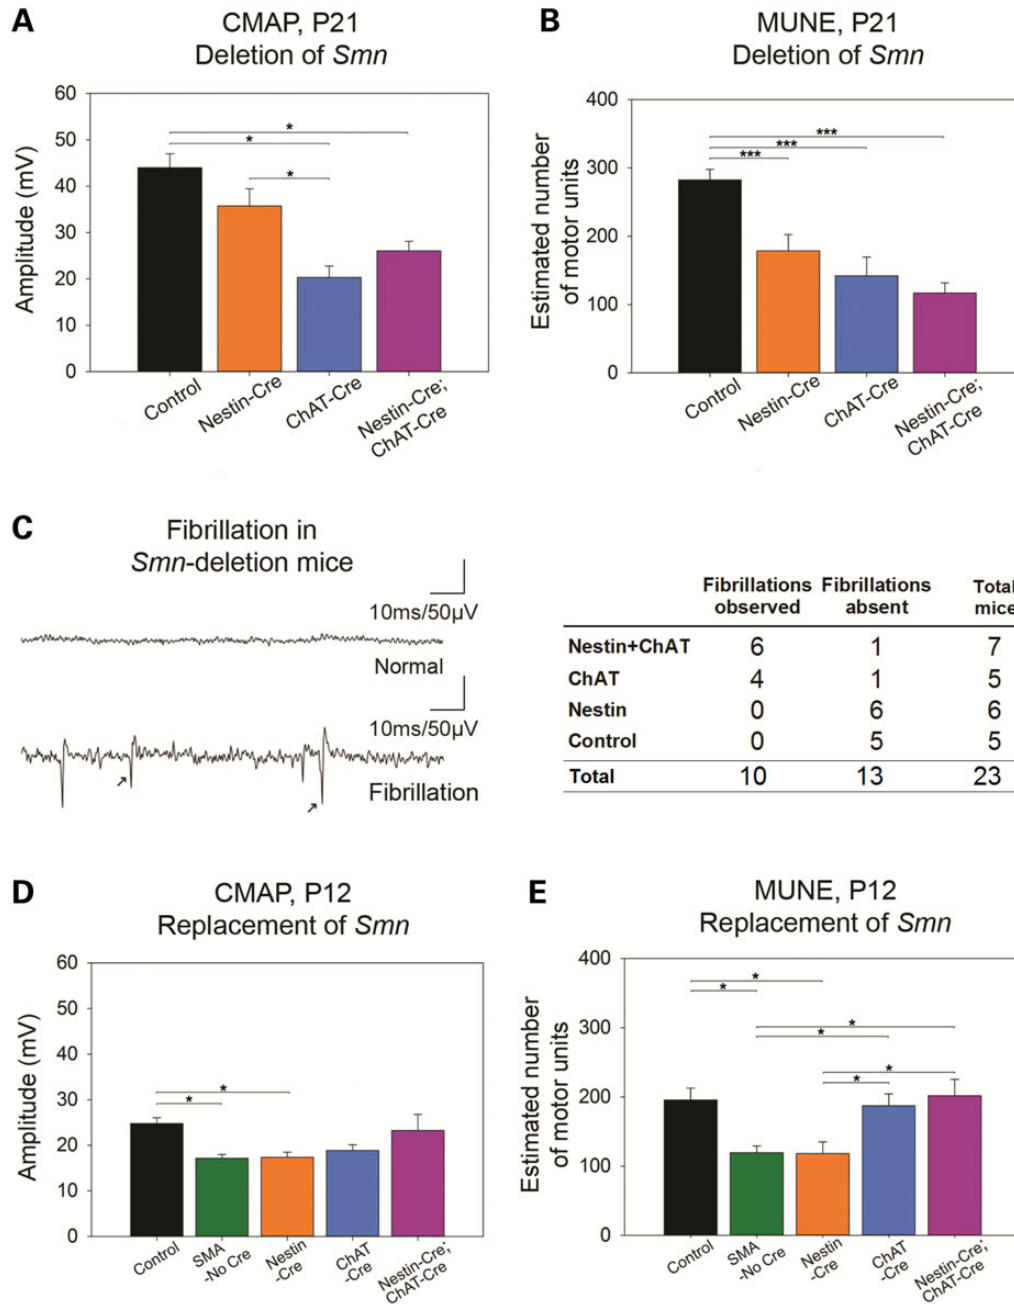 A
CMAP, P21
Deletion of Smn
Amplitude (mV)
60
50
40
30
20
10
0
*
*
*
Control
Nestin-Cre
ChAT-Cre
Nestin-Cre;
ChAT-Cre
B
MUNE, P21
Deletion of Smn
Estimated number
of motor units
400
300
200
100
0
***
***
***
Control
Nestin-Cre
ChAT-Cre
Nestin-Cre;
ChAT-Cre
C
Fibrillation in
Smn-deletion mice
10ms/50µV
Normal
10ms/50µV
Fibrillation
Fibrillations Fibrillations Total
observed absent mice
Nestin+ChAT 6 1 7
ChAT 4 1 5
Nestin 0 6 6
Control 0 5 5
Total 10 13 23
D
CMAP, P12
Replacement of Smn
Amplitude (mV)
60
50
40
30
20
10
0
*
*
Control
SMA
-No Cre
Nestin
-Cre
ChAT
-Cre
Nestin-Cre;
ChAT-Cre
E
MUNE, P12
Replacement of Smn
Estimated number
of motor units
400
300
200
100
0
*
*
*
*
*
*
Control
SMA
-No Cre
Nestin
-Cre
ChAT
-Cre
Nestin-Cre;
ChAT-Cre